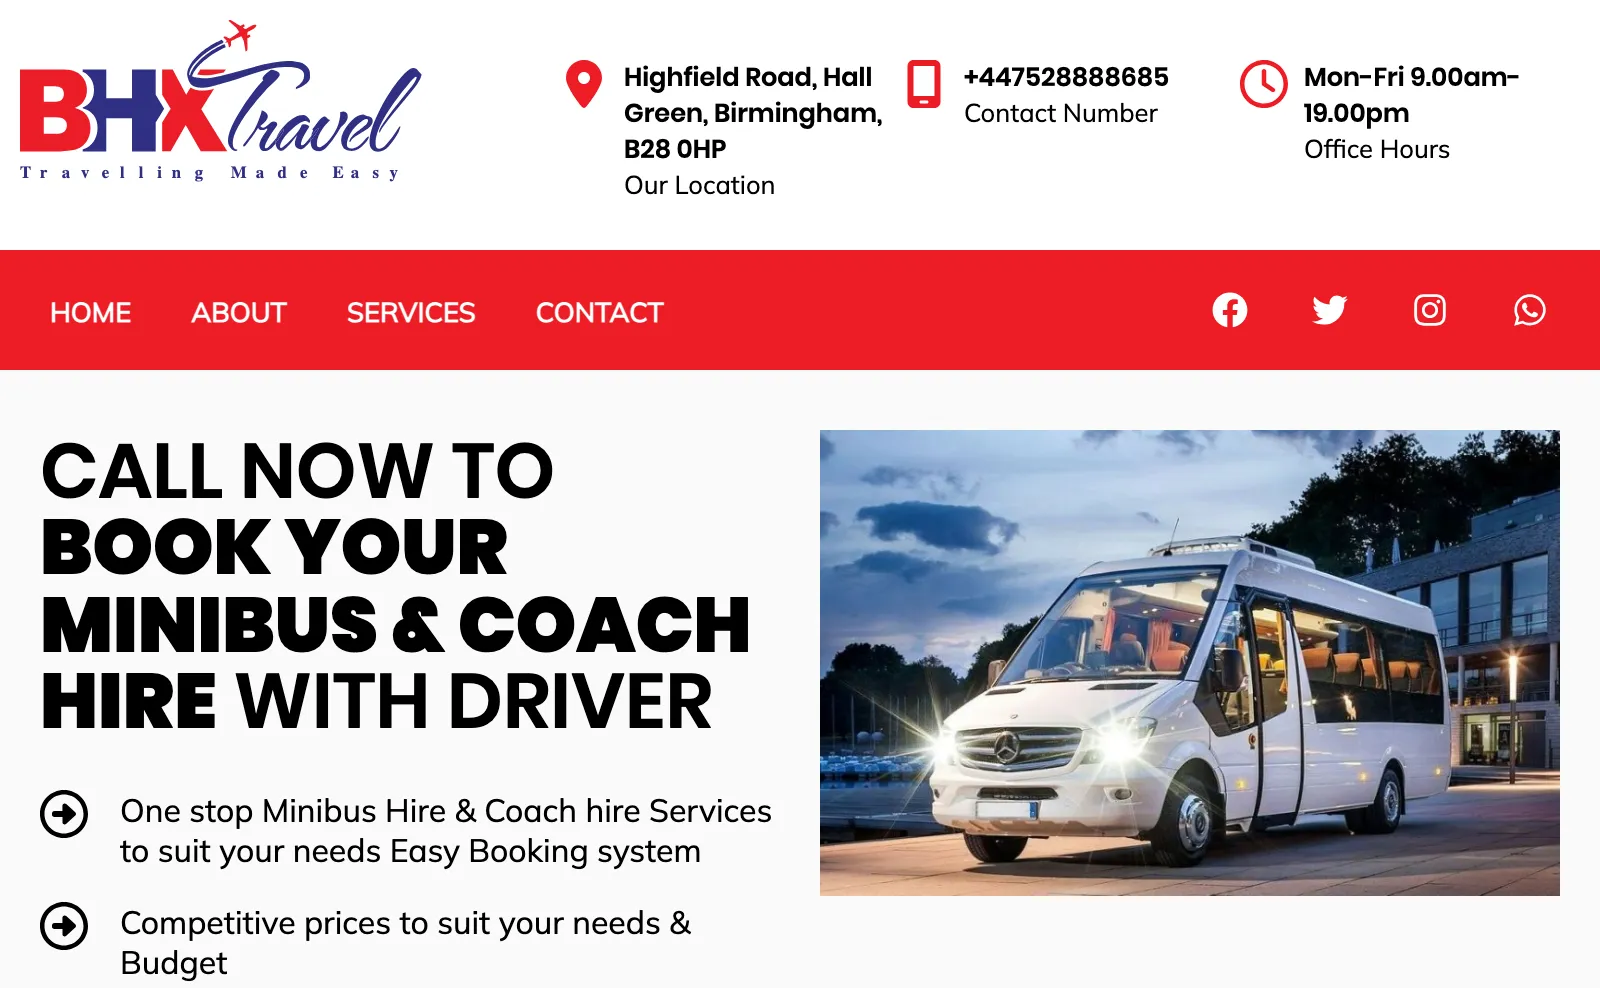 BHX Travel
Travelling Made Easy
Highfield Road, Hall
Green, Birmingham,
B28 0HP
Our Location
+447528888685
Contact Number
Mon-Fri 9.00am-
19.00pm
Office Hours
HOME ABOUT SERVICES CONTACT
CALL NOW TO
BOOK YOUR
MINIBUS & COACH
HIRE WITH DRIVER
One stop Minibus Hire & Coach hire Services
to suit your needs Easy Booking system
Competitive prices to suit your needs &
Budget